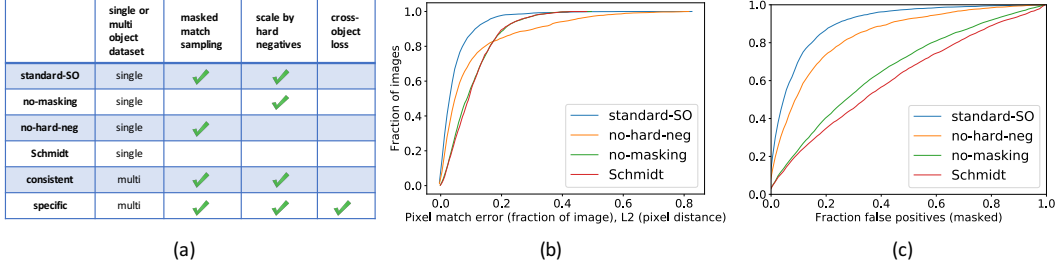 single or multi object dataset
masked match sampling
scale by hard negatives
cross-object loss
standard-SO single
no-masking single
no-hard-neg single
Schmidt single
consistent multi
specific multi
(a)
1.0
0.8
0.6
0.4
0.2
0.0
Fraction of images
standard-SO
no-hard-neg
no-masking
Schmidt
0.0 0.2 0.4 0.6 0.8
Pixel match error (fraction of image), L2 (pixel distance)
(b)
1.0
0.8
0.6
0.4
0.2
0.0
standard-SO
no-hard-neg
no-masking
Schmidt
0.0 0.2 0.4 0.6 0.8 1.0
Fraction false positives (masked)
(c)